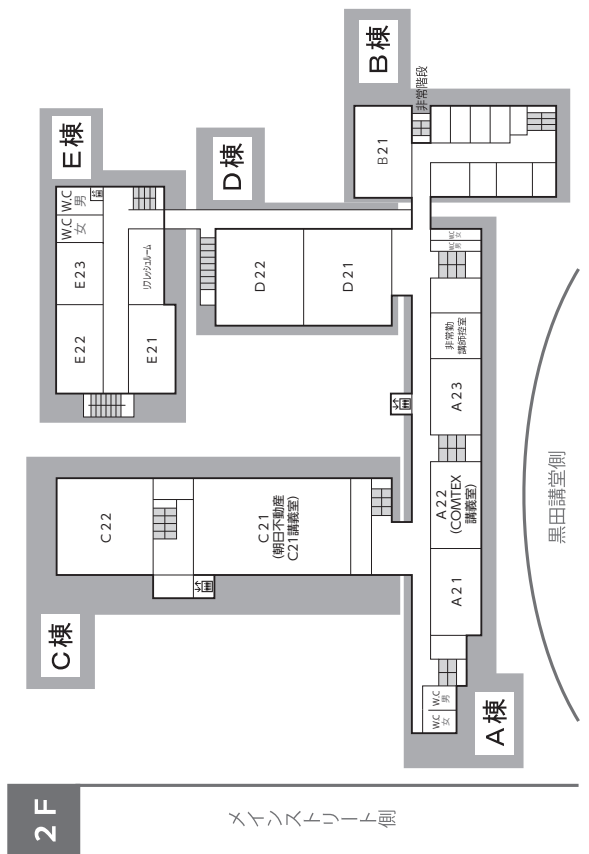 2F
メインストリート側
黒田講堂側
A棟
B棟
C棟
D棟
E棟
W.C
女
W.C
男
A21
A22
(COMTEX
講義室)
A23
非常勤
講師控室
W.C
男
W.C
女
B21
非常階段
C22
C21
(朝日不動産
C21講義室)
D22
D21
E22
E23
W.C
女
W.C
男
E21
リフレッシュルーム